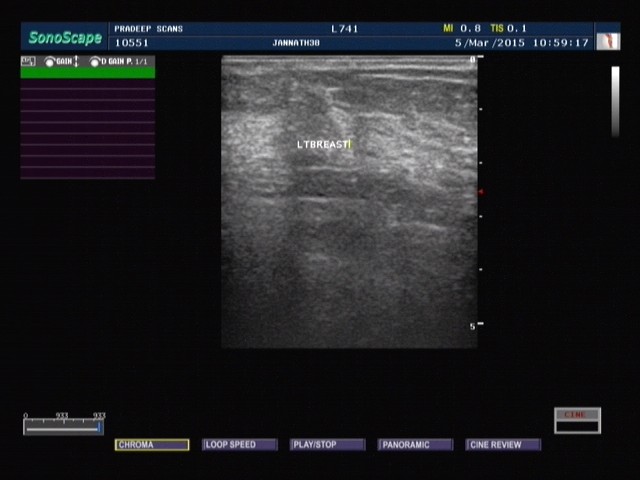 SonoScape
PRADEEP SCANS
L741
MI 0.8
TIS 0.1
10551
JANNATH30
5/Mar/2015
10:59:17
GAIN
D GAIN P. 1/1
0
LTBREAST
5
0 933 933
CINE
CHROMA
LOOP SPEED
PLAY/STOP
PANORAMIC
CINE REVIEW